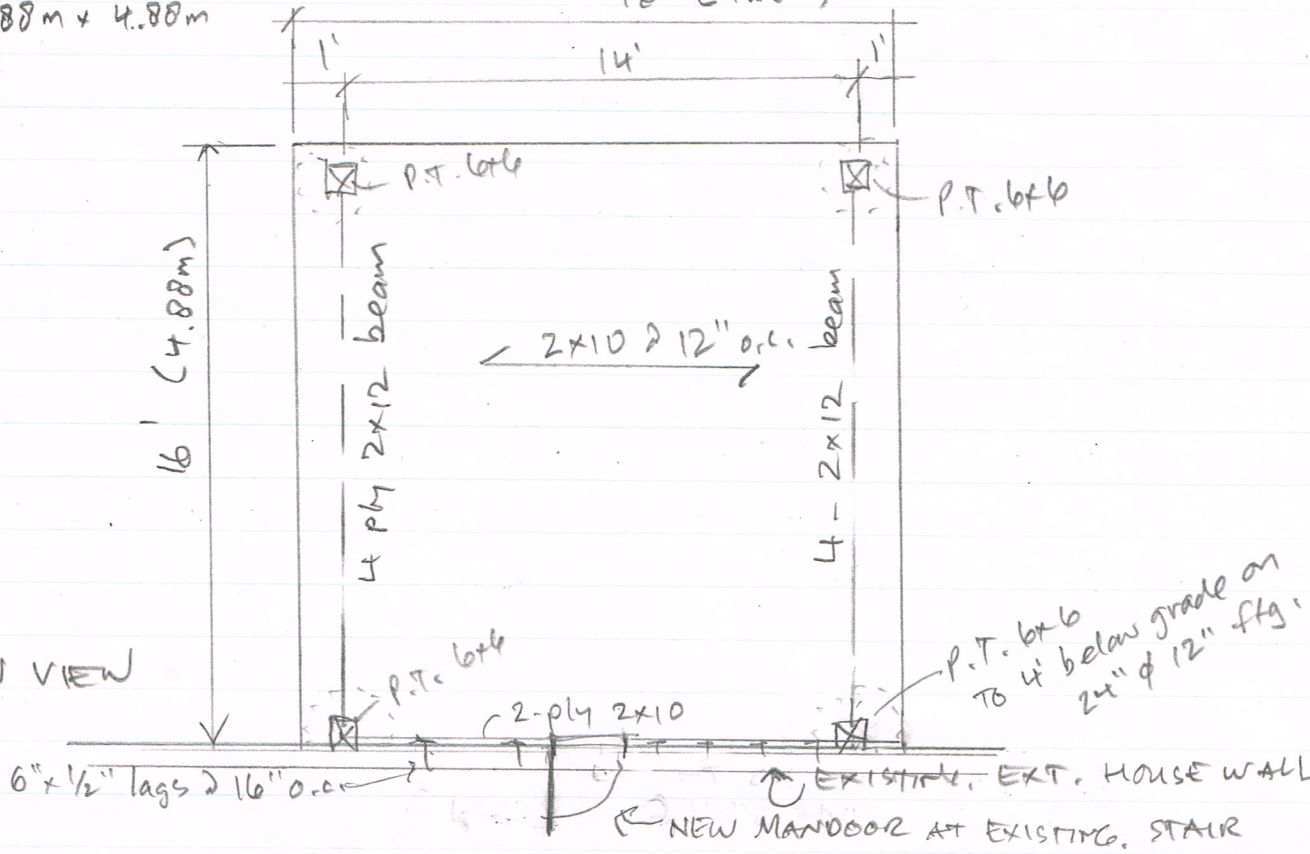 88m x 4.88m
1'
14'
1'
P.T. 6x6
P.T. 6x6
16' (4.88m)
4 ply 2x12 beam
2x10 @ 12" o.c.
4 - 2x12 beam
VIEW
P.T. 6x6
2-ply 2x10
P.T. 6x6
TO 4' below grade on
24" ϕ 12" ftg.
6" x 1/2" lags @ 16" o.c.
EXISTING. EXT. HOUSE WALL
NEW MANDOOR AT EXISTING. STAIR